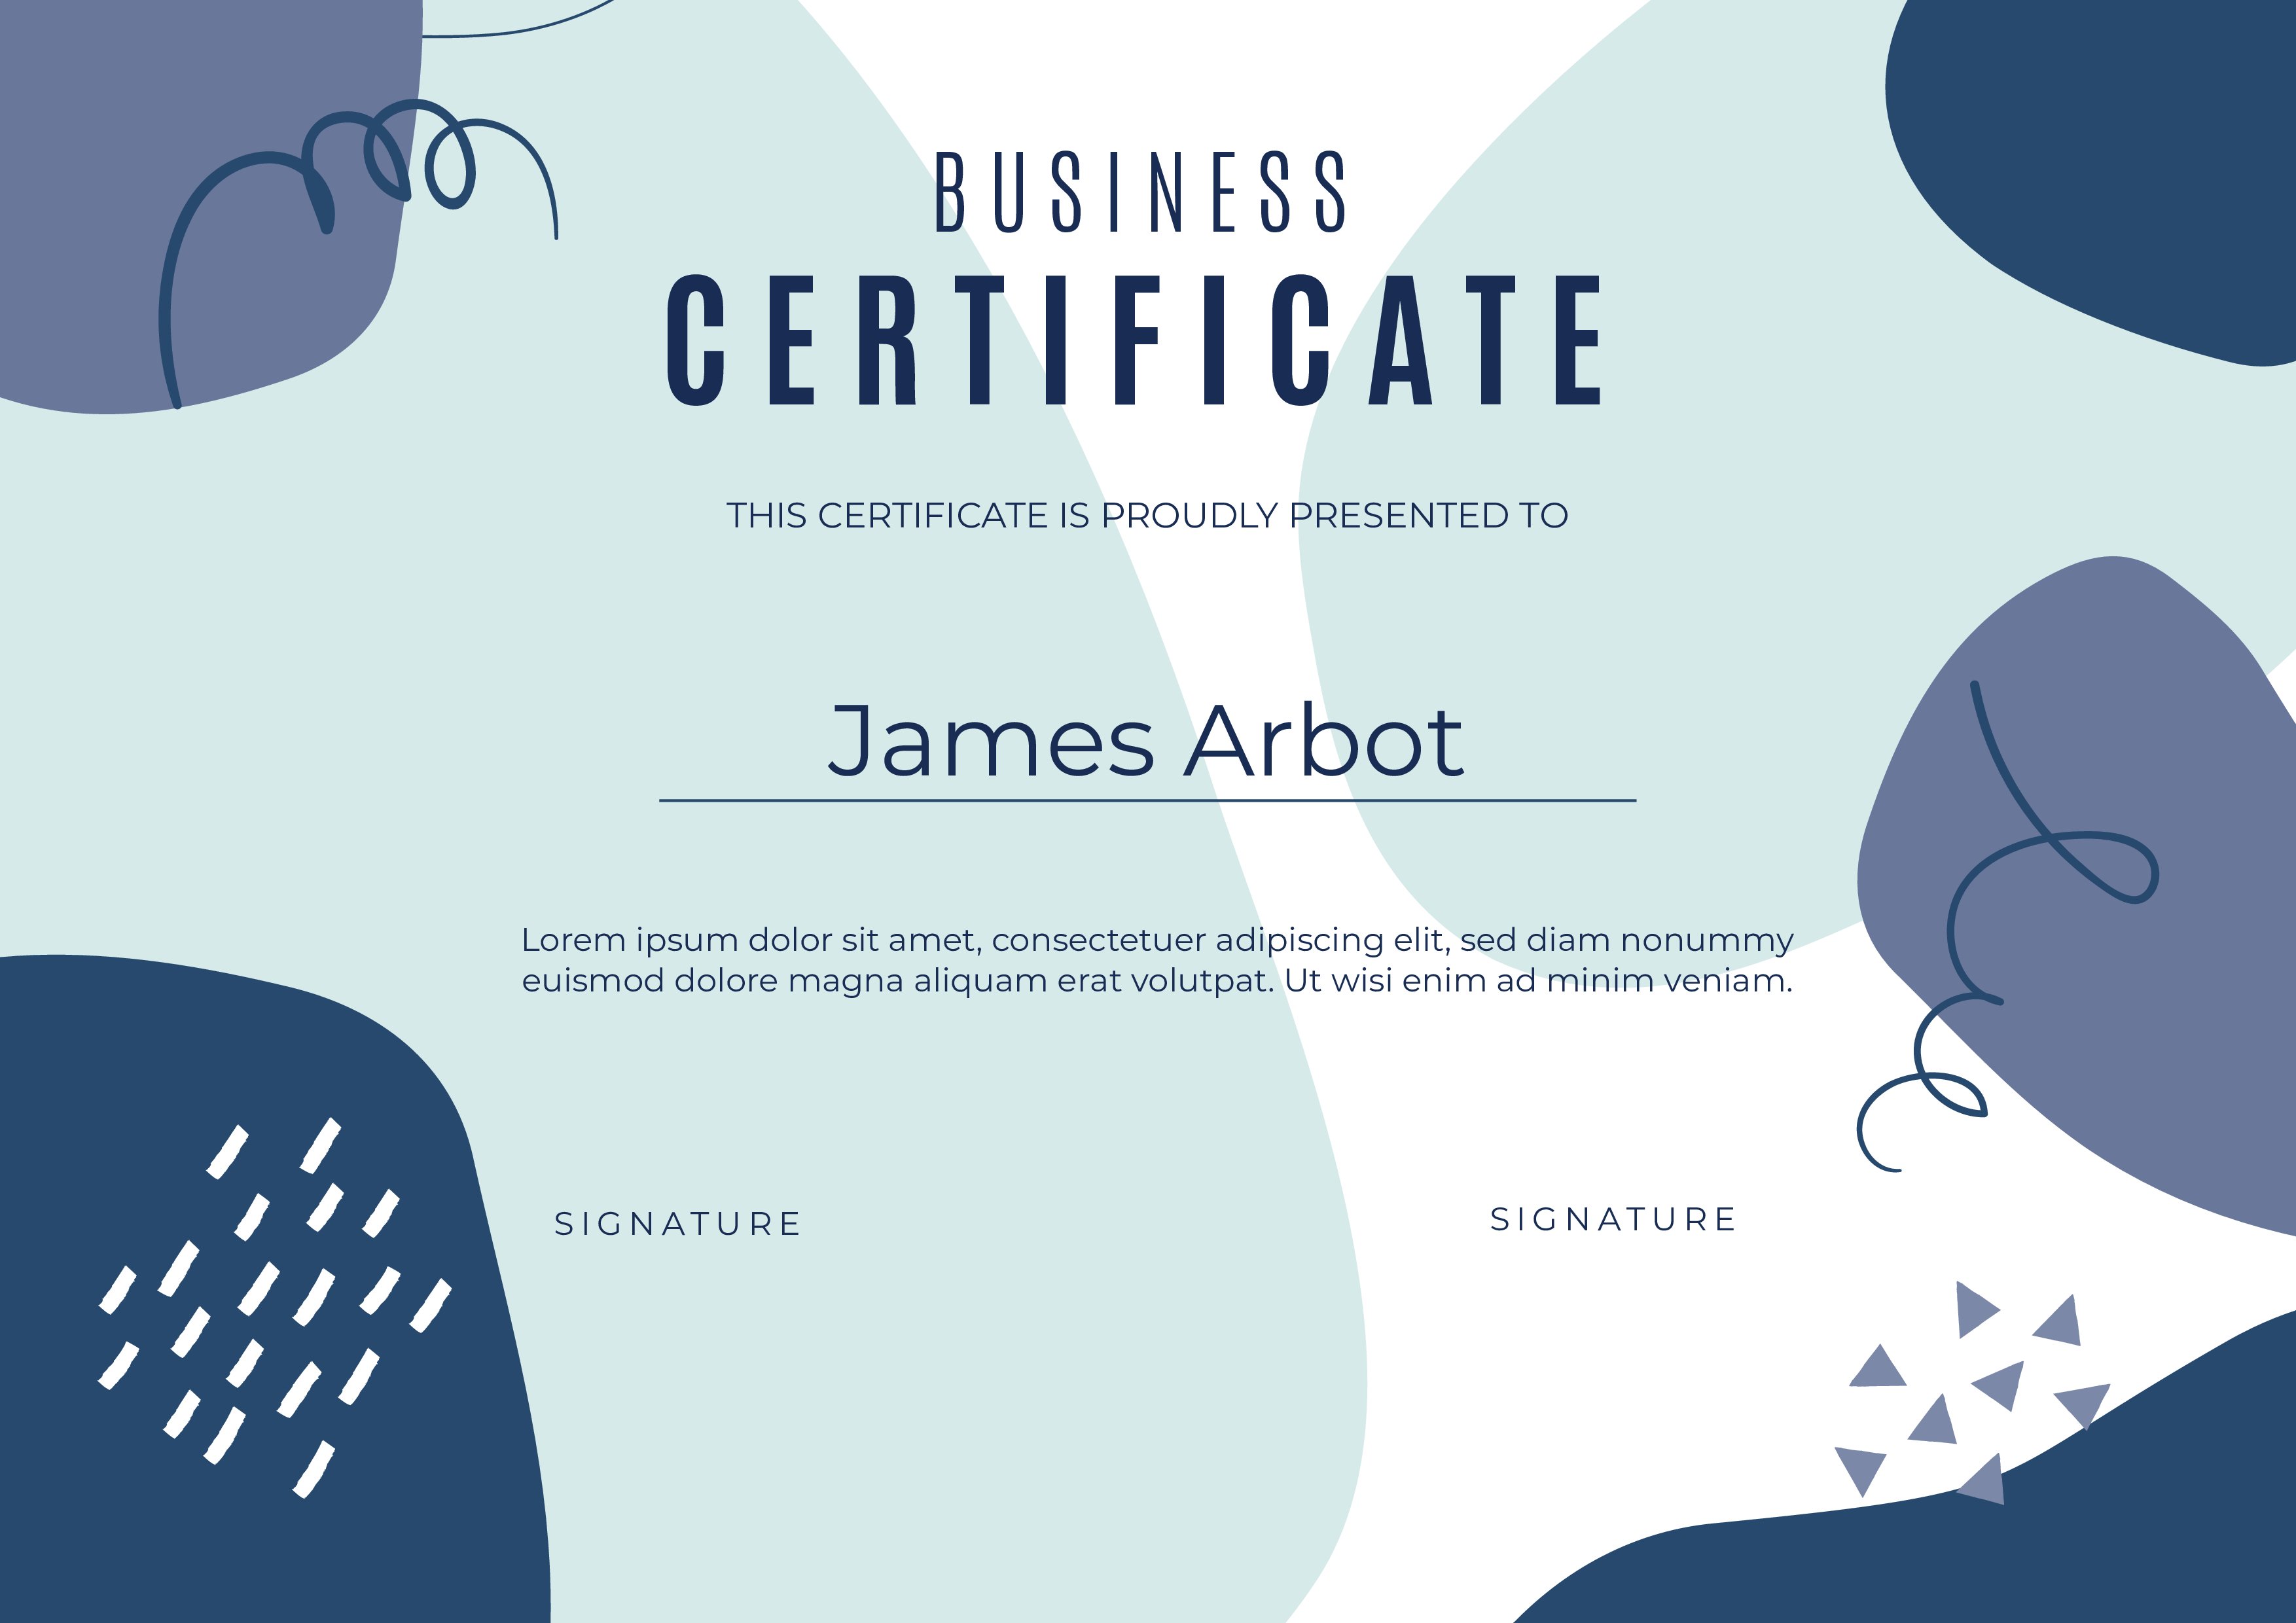 BUSINESS
CERTIFICATE
THIS CERTIFICATE IS PROUDLY PRESENTED TO
James Arbot
Lorem ipsum dolor sit amet, consectetuer adipiscing elit, sed diam nonummy
euismod dolore magna aliquam erat volutpat. Ut wisi enim ad minim veniam.
SIGNATURE
SIGNATURE